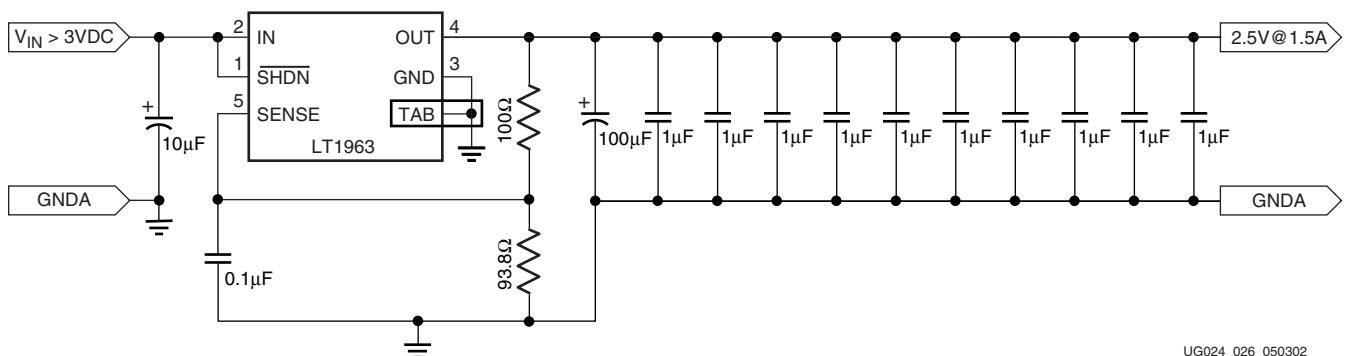 V_IN > 3VDC
2 IN
OUT 4
1 SHDN
GND 3
5 SENSE
TAB
LT1963
+
10µF
GNDA
0.1µF
100Ω
93.8Ω
+
100µF
1µF 1µF 1µF 1µF 1µF 1µF 1µF 1µF 1µF 1µF
2.5V@1.5A
GNDA
UG024_026_050302